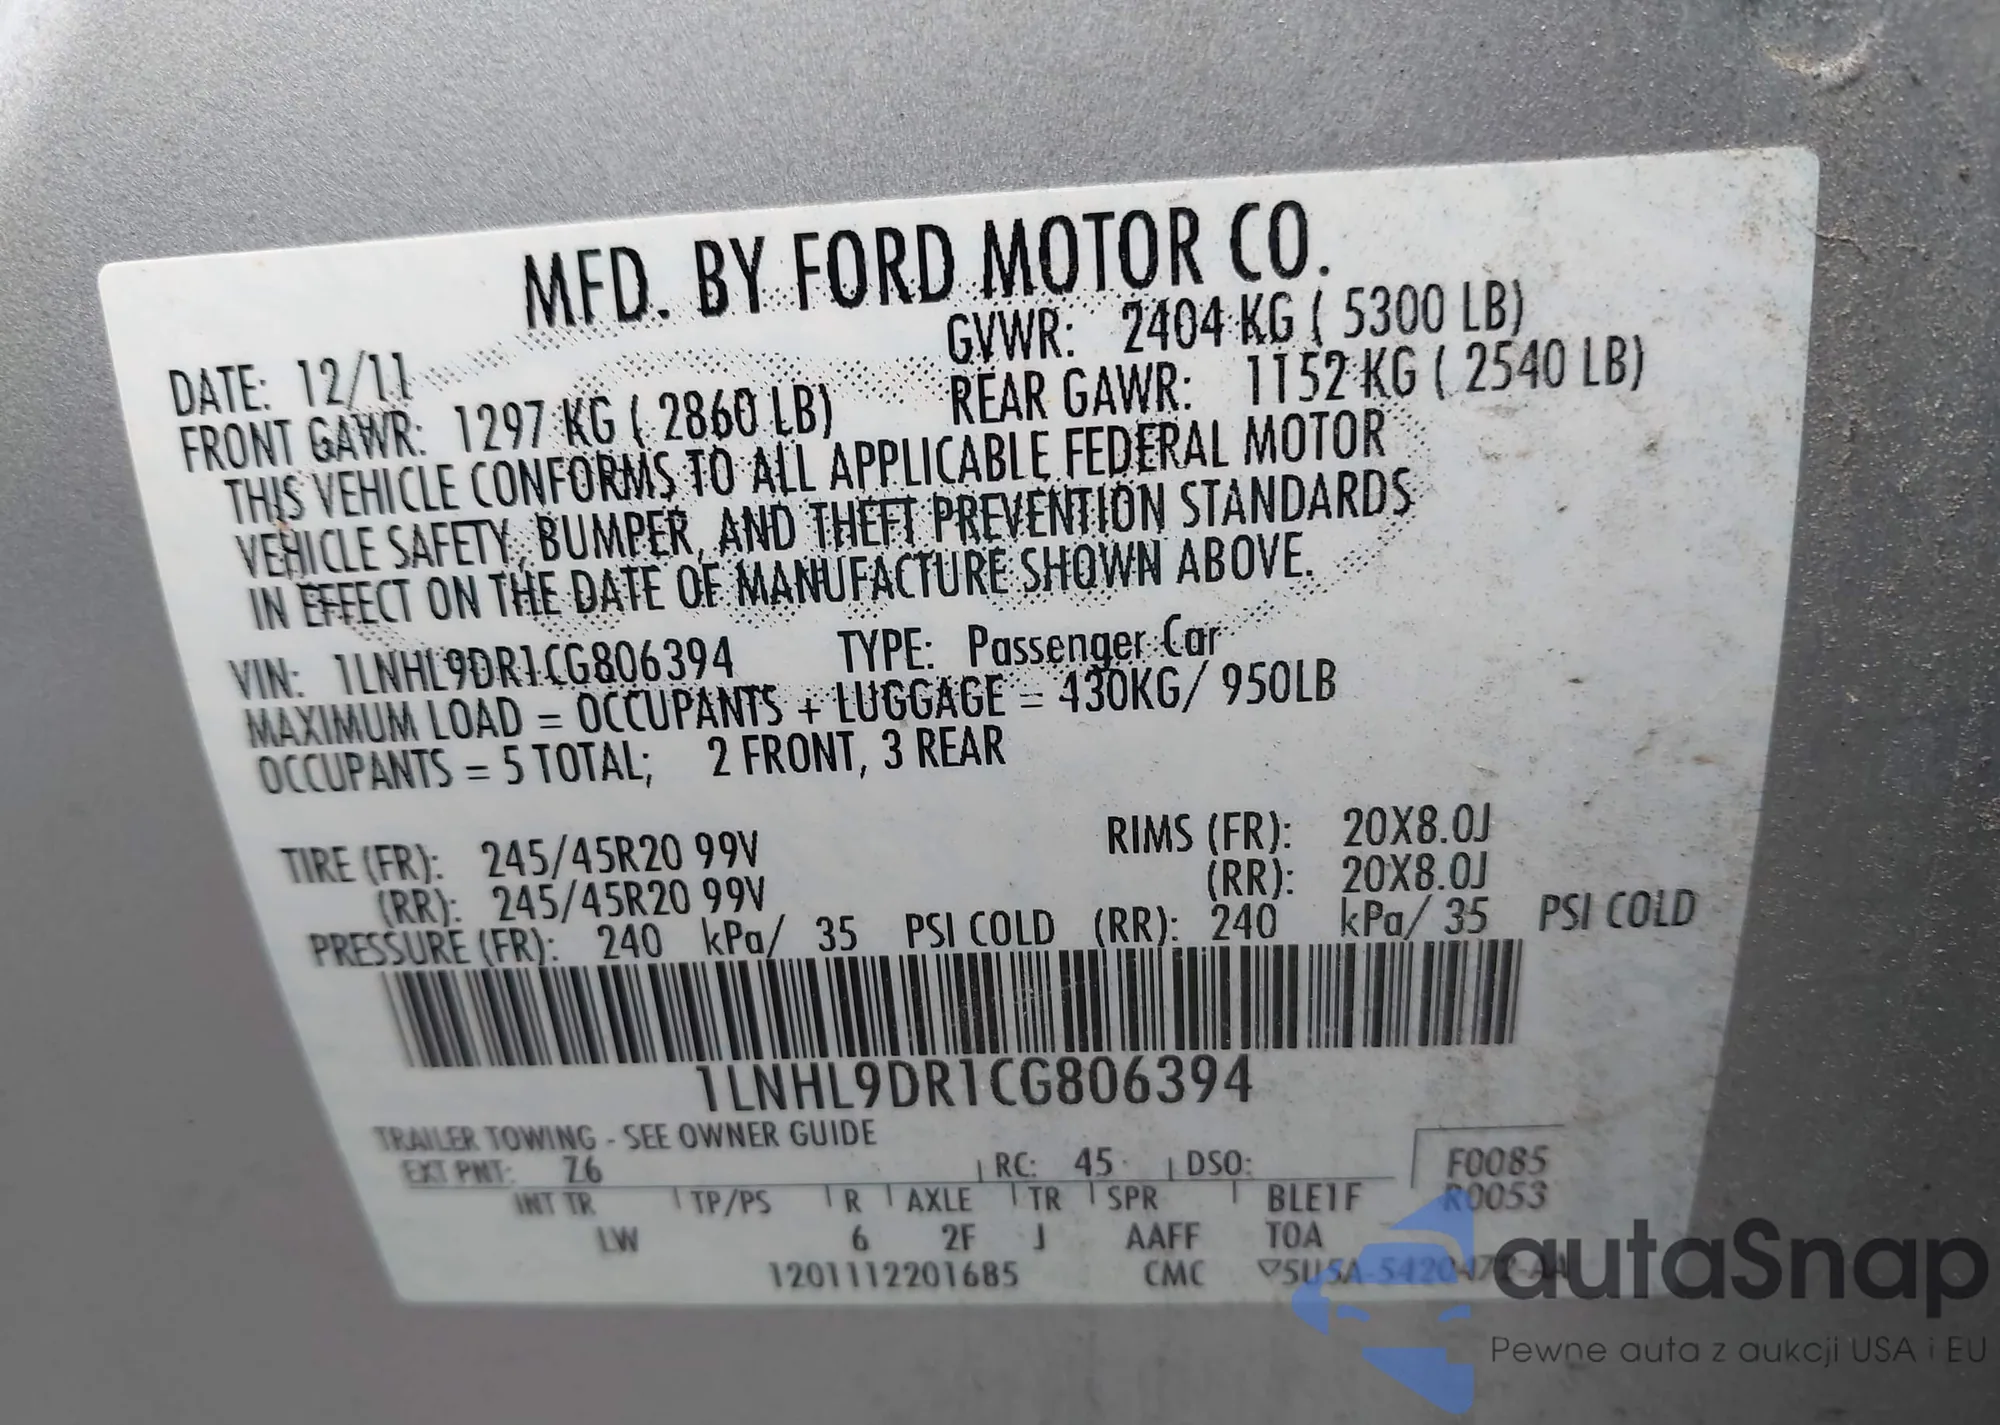 MFD. BY FORD MOTOR CO.
DATE: 12/11 GVWR: 2404 KG ( 5300 LB)
FRONT GAWR: 1297 KG ( 2860 LB) REAR GAWR: 1152 KG ( 2540 LB)
THIS VEHICLE CONFORMS TO ALL APPLICABLE FEDERAL MOTOR
VEHICLE SAFETY, BUMPER, AND THEFT PREVENTION STANDARDS
IN EFFECT ON THE DATE OF MANUFACTURE SHOWN ABOVE.
VIN: 1LNHL9DR1CG806394 TYPE: Passenger Car
MAXIMUM LOAD = OCCUPANTS + LUGGAGE = 430KG/ 950LB
OCCUPANTS = 5 TOTAL; 2 FRONT, 3 REAR
TIRE (FR): 245/45R20 99V RIMS (FR): 20X8.0J
(RR): 245/45R20 99V (RR): 20X8.0J
PRESSURE (FR): 240 kPa/ 35 PSI COLD (RR): 240 kPa/ 35 PSI COLD
1LNHL9DR1CG806394
TRAILER TOWING - SEE OWNER GUIDE
EXT PNT: Z6 RC: 45 DSO: F0085
INT TR TP/PS R AXLE TR SPR BLE1F R0053
LW 6 2F J AAFF TOA
1201112201685 CMC
autaSnap
Pewne auta z aukcji USA i EU